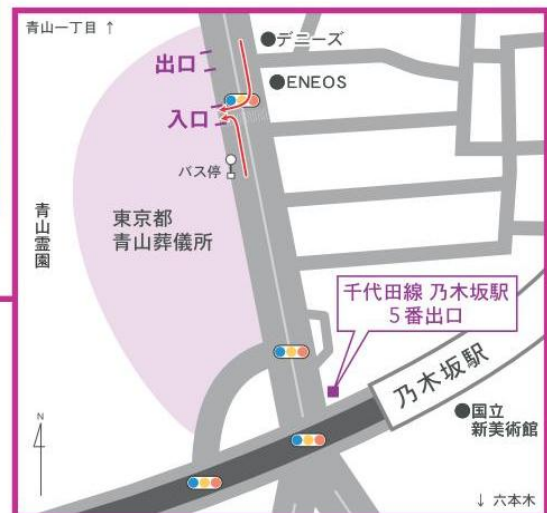 青山一丁目 ↑
●デニーズ
出口
●ENEOS
入口
バス停
青山霊園
東京都
青山葬儀所
千代田線 乃木坂駅
5番出口
乃木坂駅
●国立
新美術館
N
↓ 六本木